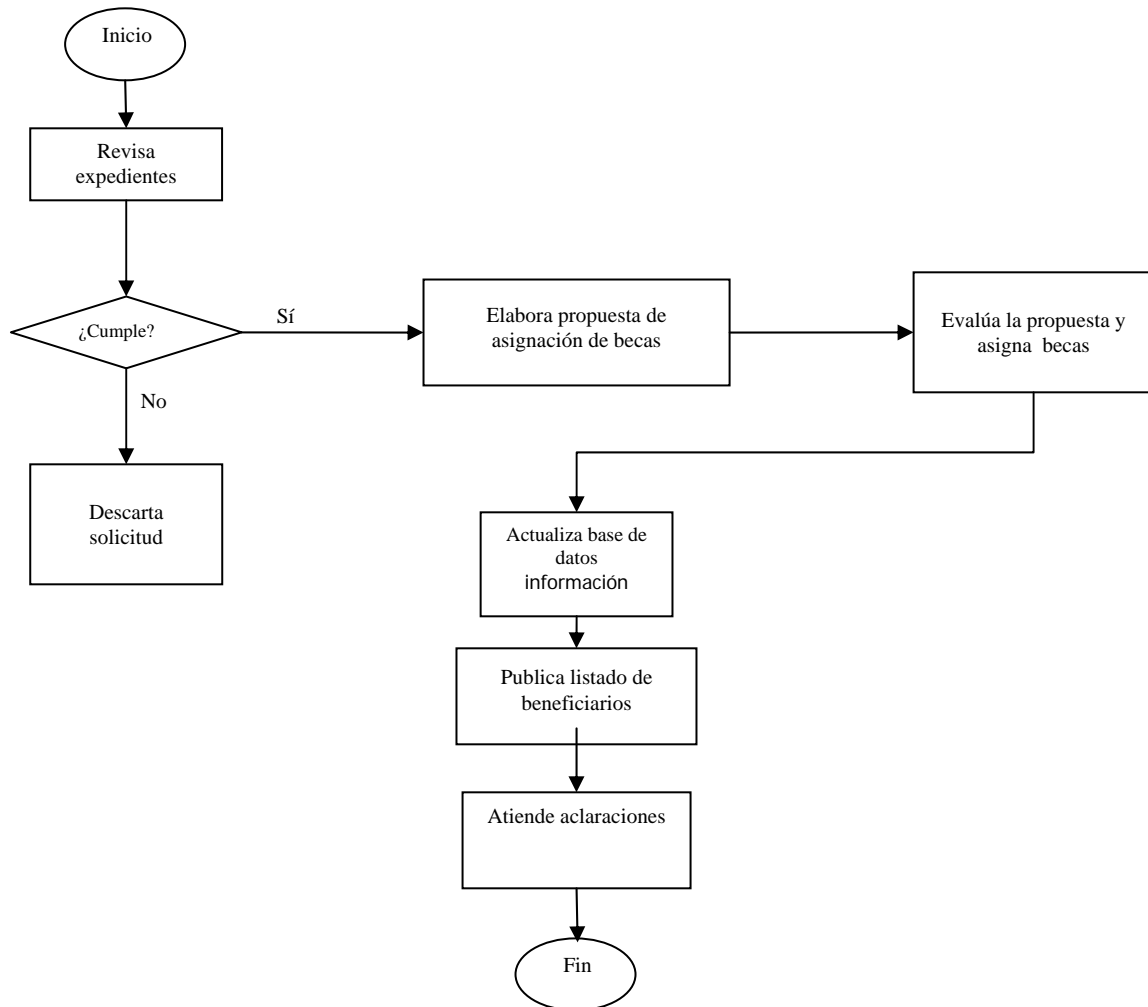 Inicio
Revisa
expedientes
¿Cumple?
Sí
No
Descarta
solicitud
Elabora propuesta de
asignación de becas
Evalúa la propuesta y
asigna becas
Actualiza base de
datos
información
Publica listado de
beneficiarios
Atiende aclaraciones
Fin